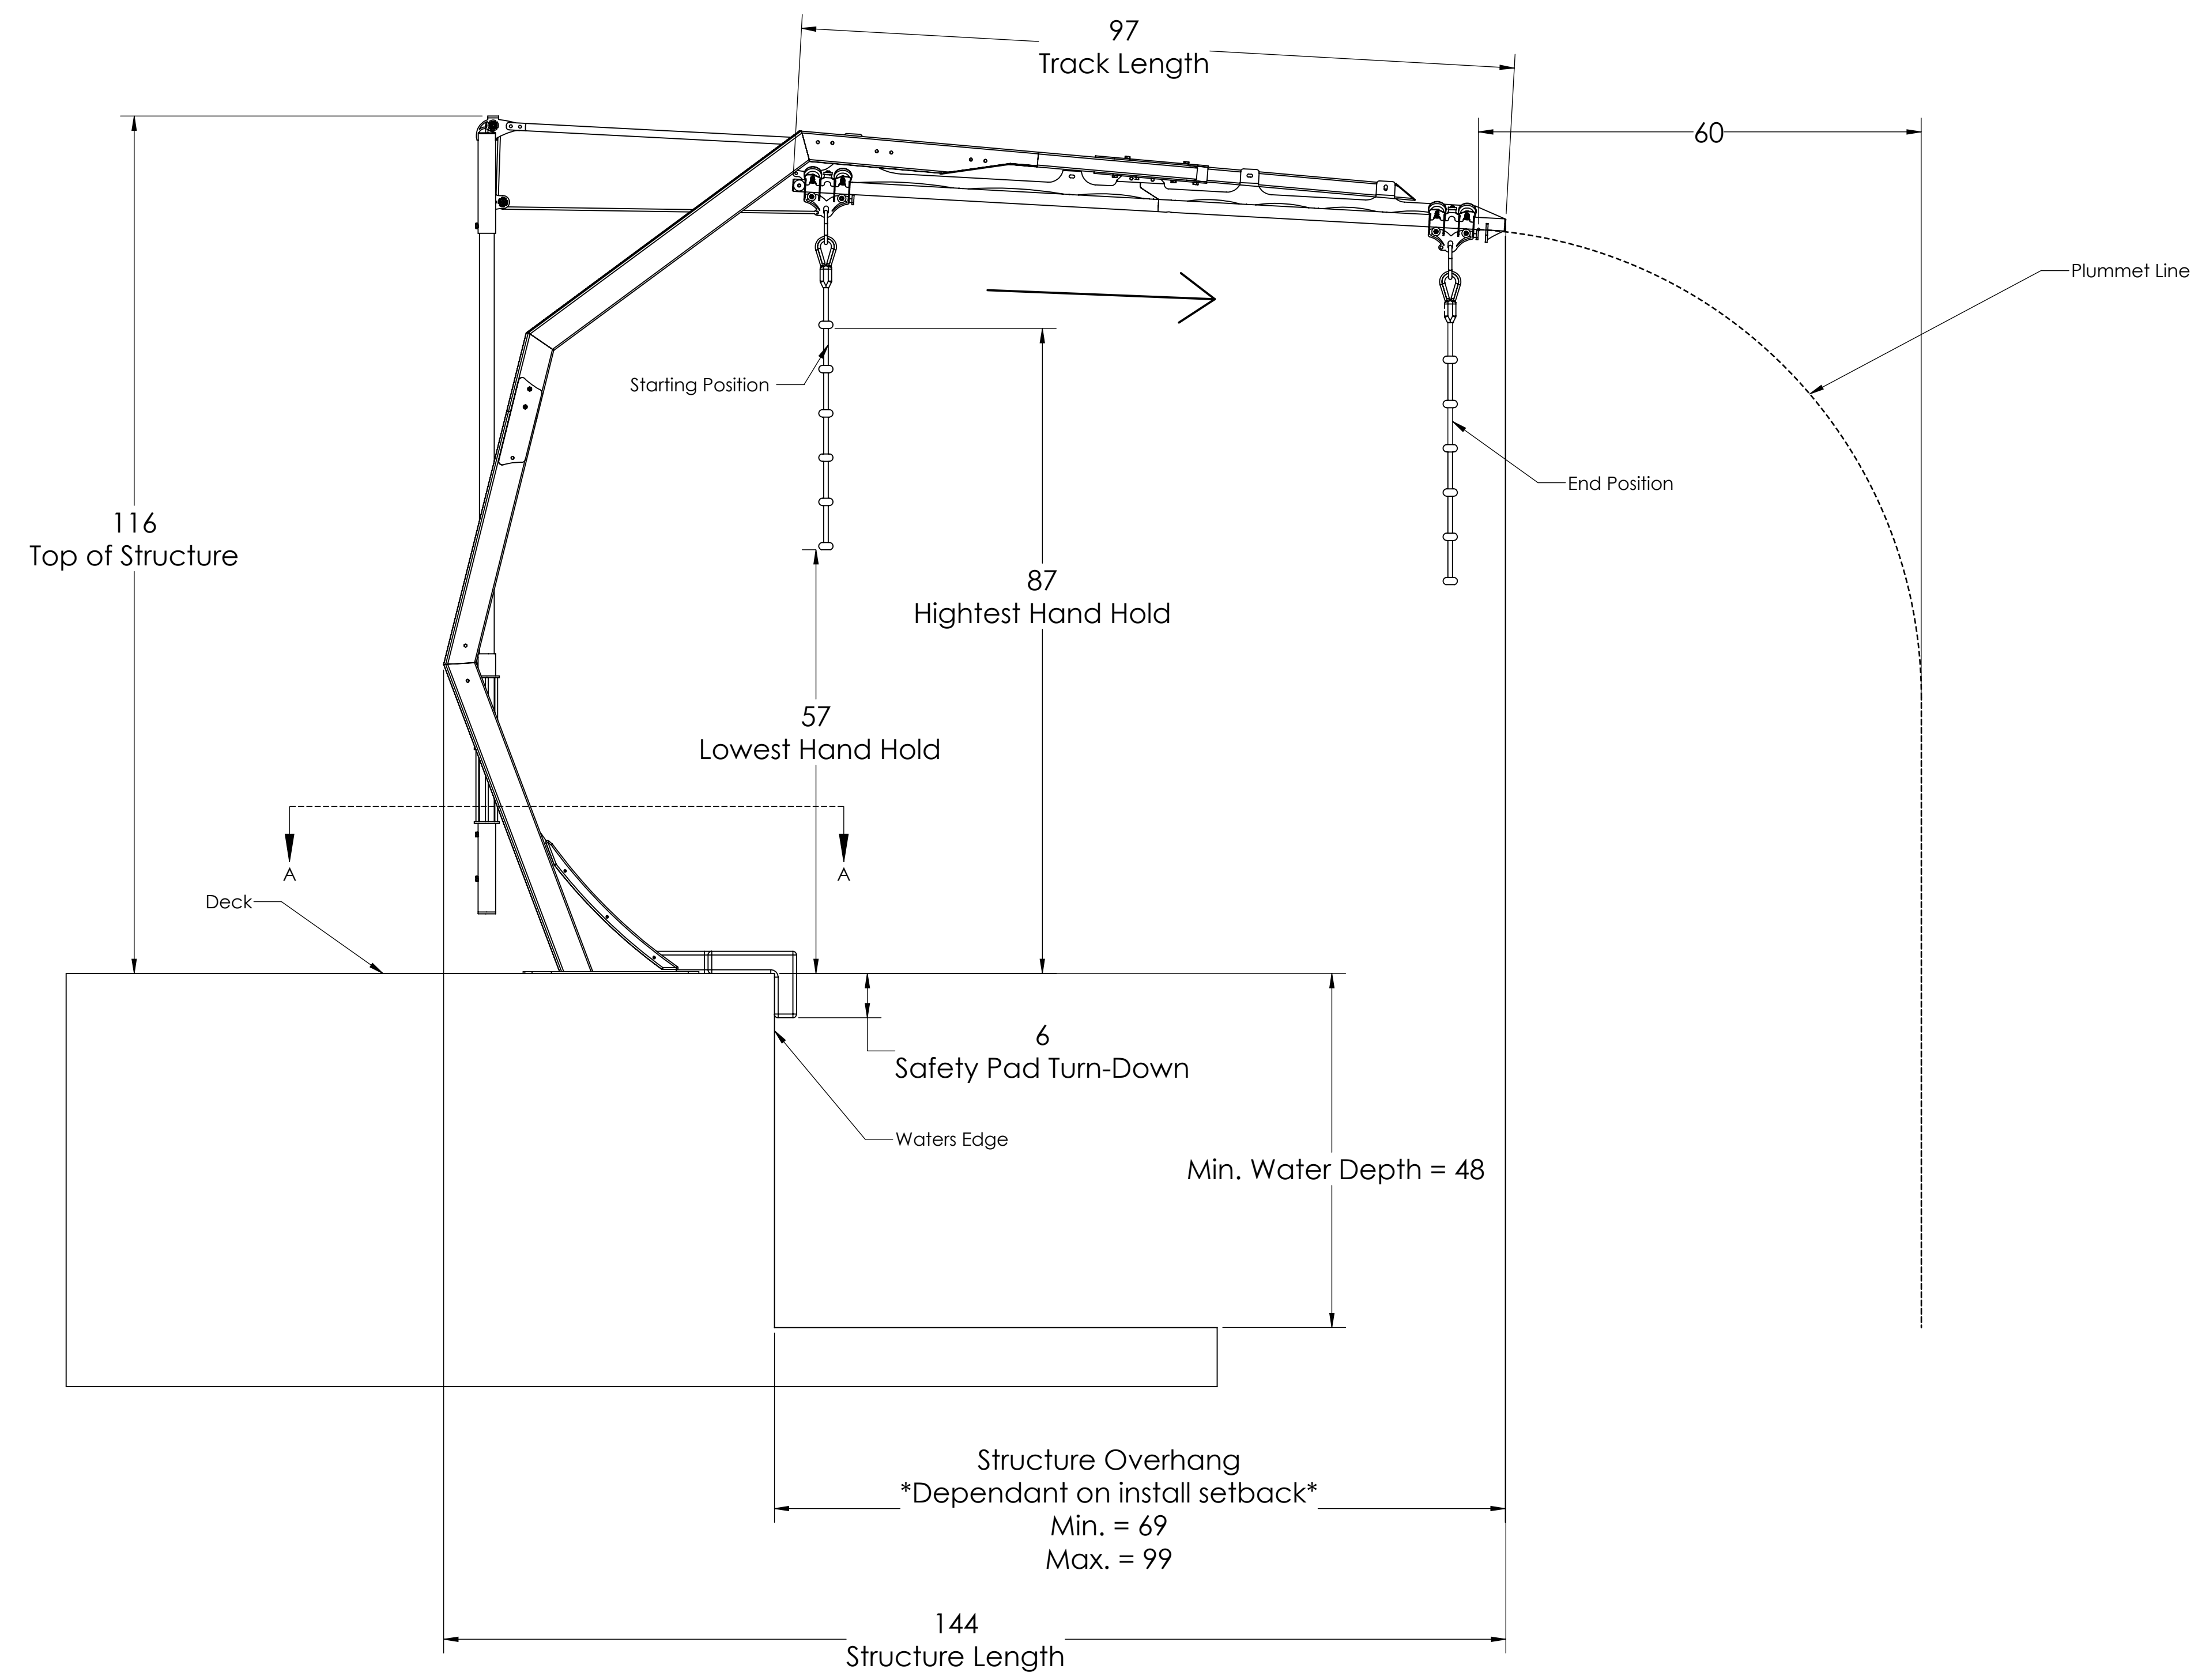 97
Track Length
60
Plummet Line
Starting Position
End Position
116
Top of Structure
87
Hightest Hand Hold
57
Lowest Hand Hold
A
A
Deck
6
Safety Pad Turn-Down
Waters Edge
Min. Water Depth = 48
Structure Overhang
*Dependant on install setback*
Min. = 69
Max. = 99
144
Structure Length